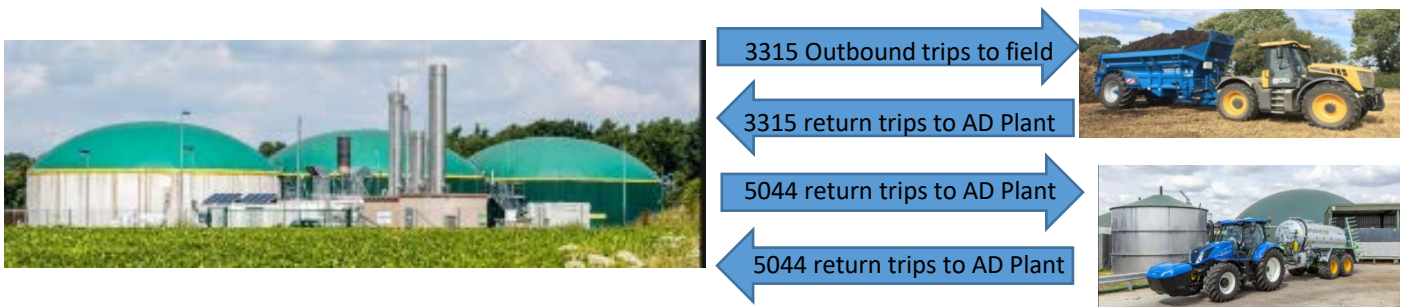 3315 Outbound trips to field
3315 return trips to AD Plant
5044 return trips to AD Plant
5044 return trips to AD Plant